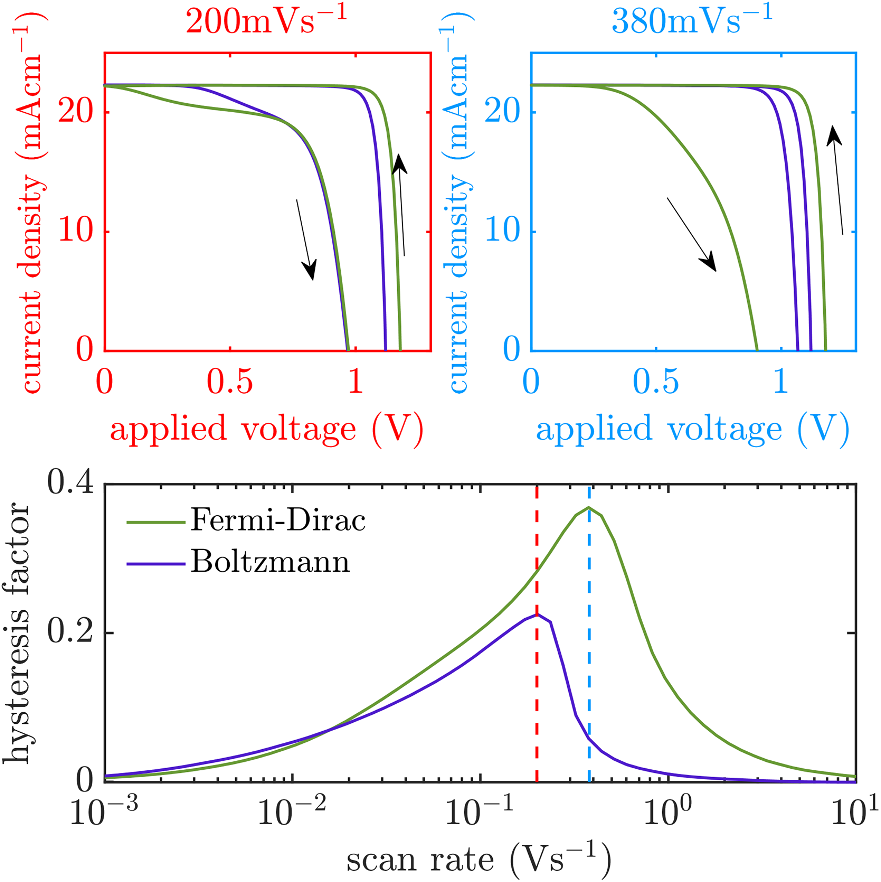 200mVs⁻¹
380mVs⁻¹
current density (mAcm⁻¹)
20
10
0
0
0.5
1
applied voltage (V)
current density (mAcm⁻¹)
20
10
0
0
0.5
1
applied voltage (V)
hysteresis factor
0.4
0.2
0
Fermi-Dirac
Boltzmann
10⁻³
10⁻²
10⁻¹
10⁰
10¹
scan rate (Vs⁻¹)